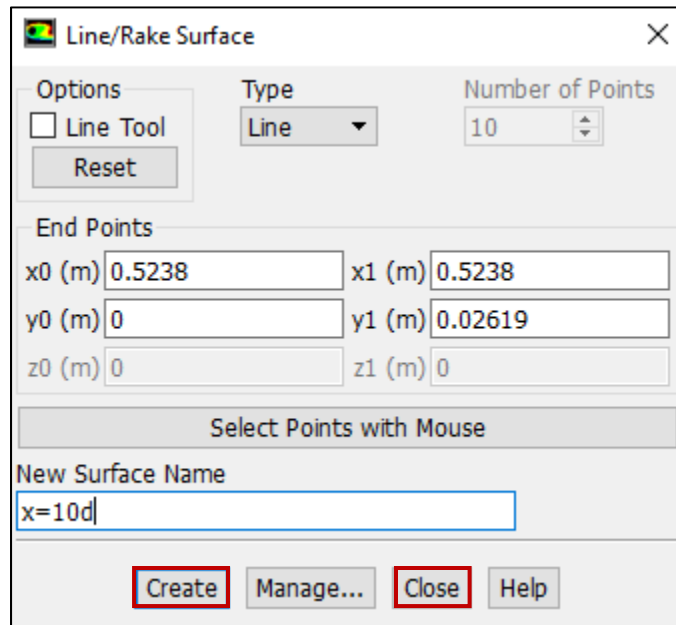 Line/Rake Surface
Options Type Number of Points
Line Tool Line 10
Reset
End Points
x0 (m) 0.5238 x1 (m) 0.5238
y0 (m) 0 y1 (m) 0.02619
z0 (m) 0 z1 (m) 0
Select Points with Mouse
New Surface Name
x=10d
Create Manage... Close Help